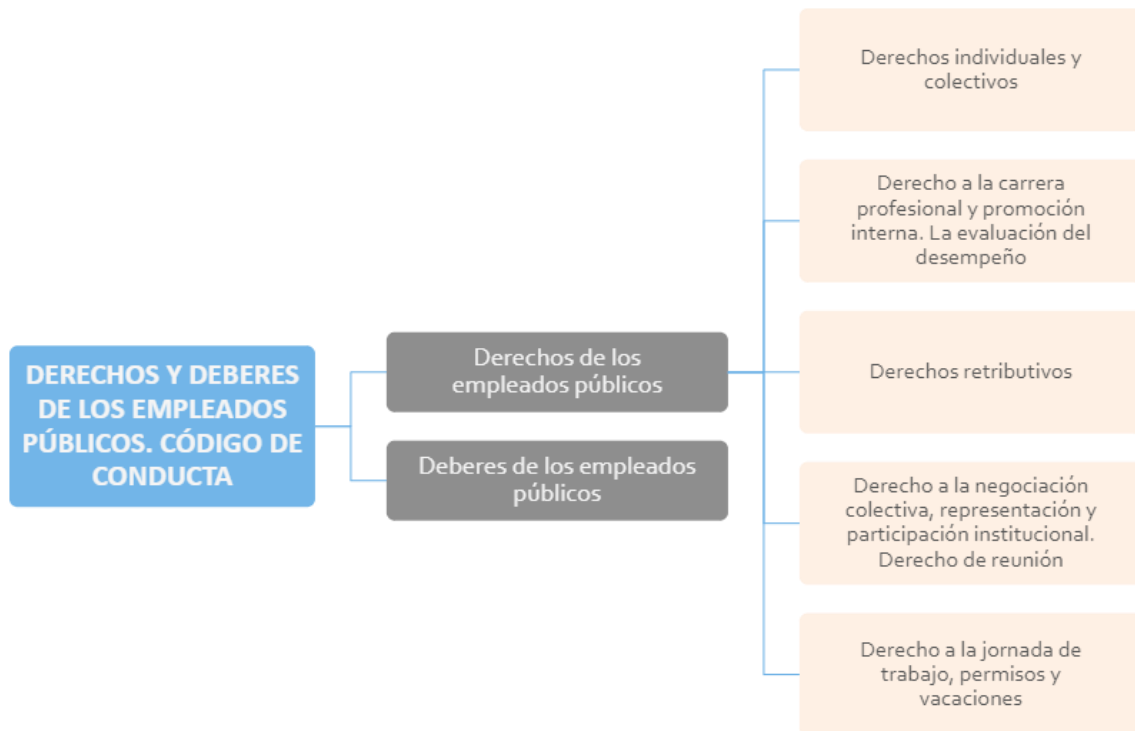 DERECHOS Y DEBERES
DE LOS EMPLEADOS
PÚBLICOS. CÓDIGO DE
CONDUCTA
Derechos de los
empleados públicos
Deberes de los empleados
públicos
Derechos individuales y
colectivos
Derecho a la carrera
profesional y promoción
interna. La evaluación del
desempeño
Derechos retributivos
Derecho a la negociación
colectiva, representación y
participación institucional.
Derecho de reunión
Derecho a la jornada de
trabajo, permisos y
vacaciones